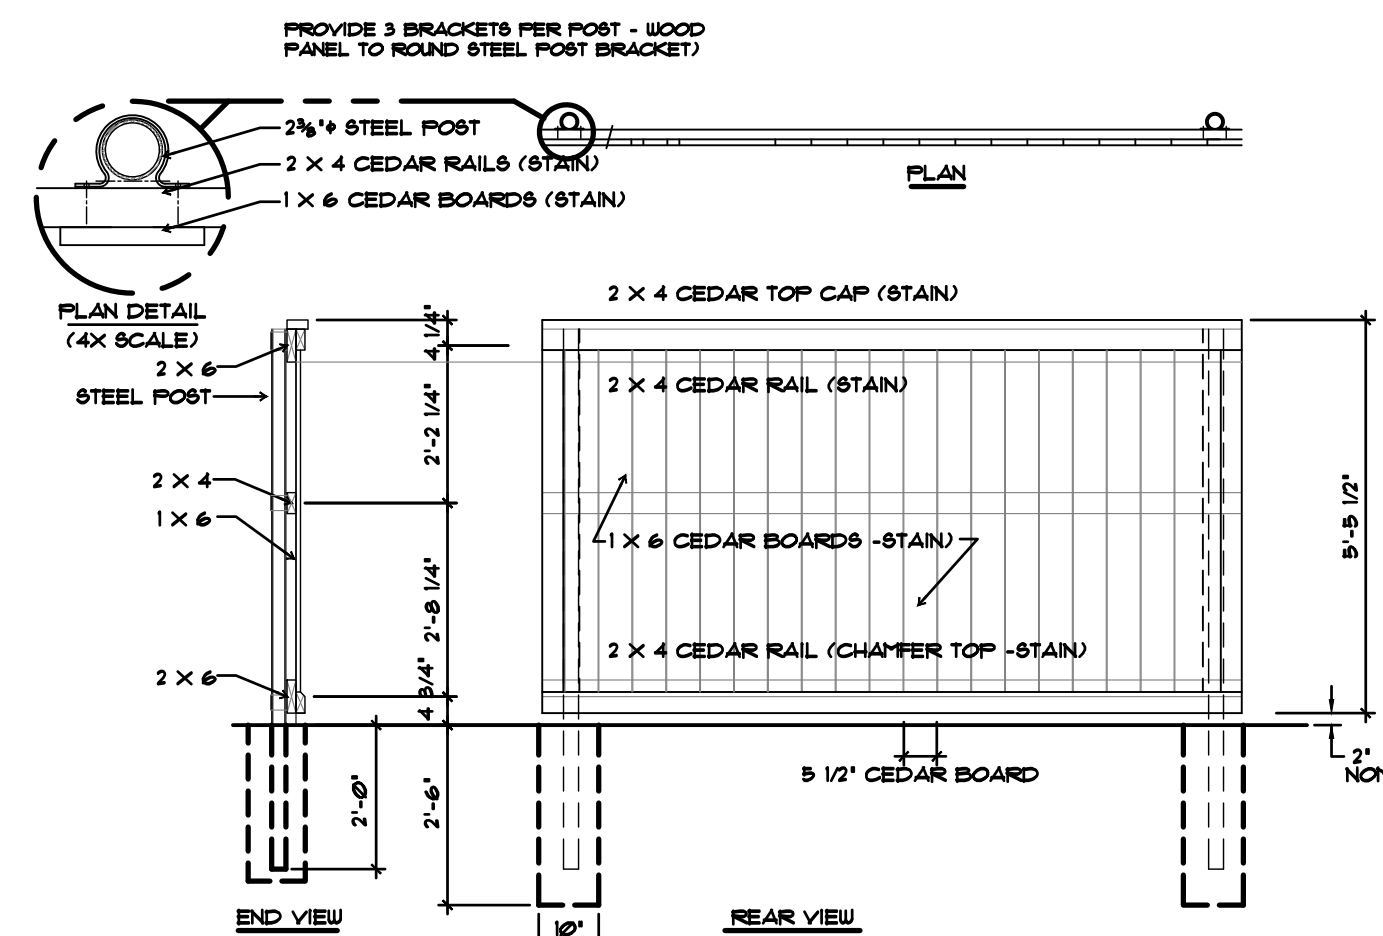 PROVIDE 3 BRACKETS PER POST - WOOD
PANEL TO ROUND STEEL POST BRACKET)
2⅜"ϕ STEEL POST
2 X 4 CEDAR RAILS (STAIN)
1 X 6 CEDAR BOARDS (STAIN)
PLAN
PLAN DETAIL
(4X SCALE)
2 X 6
STEEL POST
2 X 4
1 X 6
2 X 6
4 1/4"
2'-2 1/4"
2'-8 1/4"
4 3/4"
2'-0"
2'-6"
2 X 4 CEDAR TOP CAP (STAIN)
2 X 4 CEDAR RAIL (STAIN)
1 X 6 CEDAR BOARDS -STAIN)
2 X 4 CEDAR RAIL (CHAMFER TOP -STAIN)
5'-5 1/2"
2"
5 1/2" CEDAR BOARD
10"
END VIEW
REAR VIEW